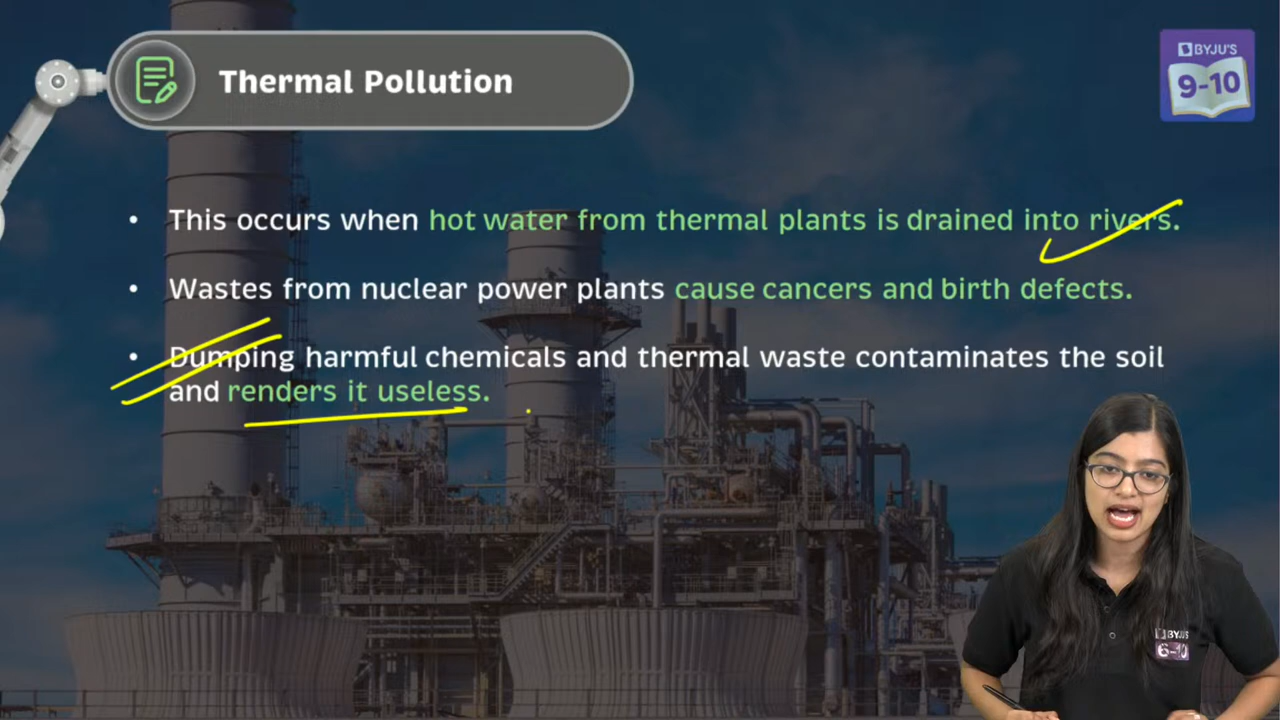 Thermal Pollution
BYJU'S
9-10
• This occurs when hot water from thermal plants is drained into rivers.
• Wastes from nuclear power plants cause cancers and birth defects.
• Dumping harmful chemicals and thermal waste contaminates the soil
and renders it useless.
BYJU'S
6-10